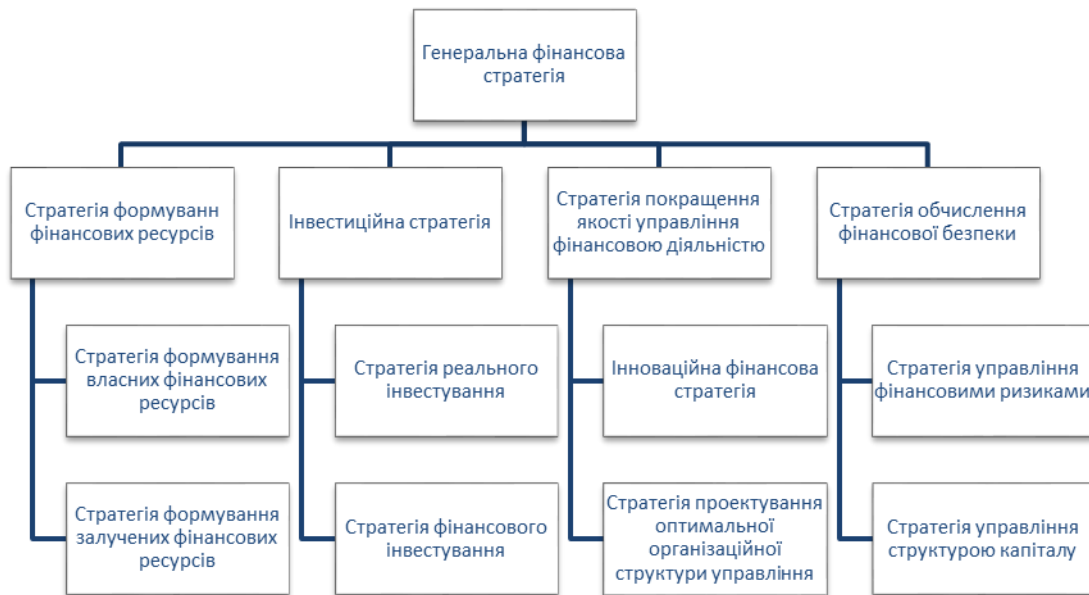 Генеральна фінансова
стратегія
Стратегія формуванн
фінансових ресурсів
Інвестиційна стратегія
Стратегія покращення
якості управління
фінансовою діяльністю
Стратегія обчислення
фінансової безпеки
Стратегія формування
власних фінансових
ресурсів
Стратегія реального
інвестування
Інноваційна фінансова
стратегія
Стратегія управління
фінансовими ризиками
Стратегія формування
залучених фінансових
ресурсів
Стратегія фінансового
інвестування
Стратегія проектування
оптимальної
організаційної
структури управління
Стратегія управління
структурою капіталу